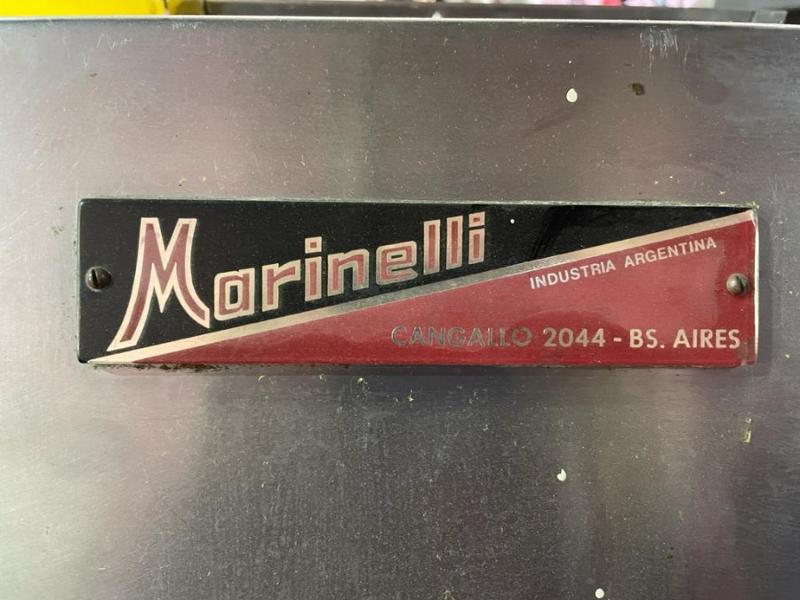 Marinelli
INDUSTRIA ARGENTINA
CANGALLO 2044 - BS. AIRES